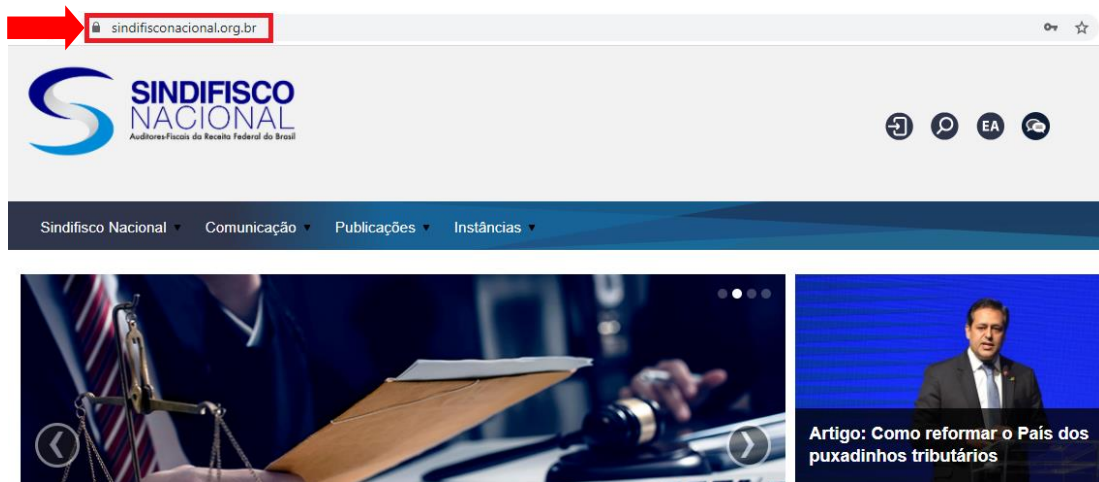 sindifisconacional.org.br
SINDIFISCO
NACIONAL
Auditores-Fiscais da Receita Federal do Brasil
EA
Sindifisco Nacional Comunicação Publicações Instâncias
Artigo: Como reformar o País dos
puxadinhos tributários